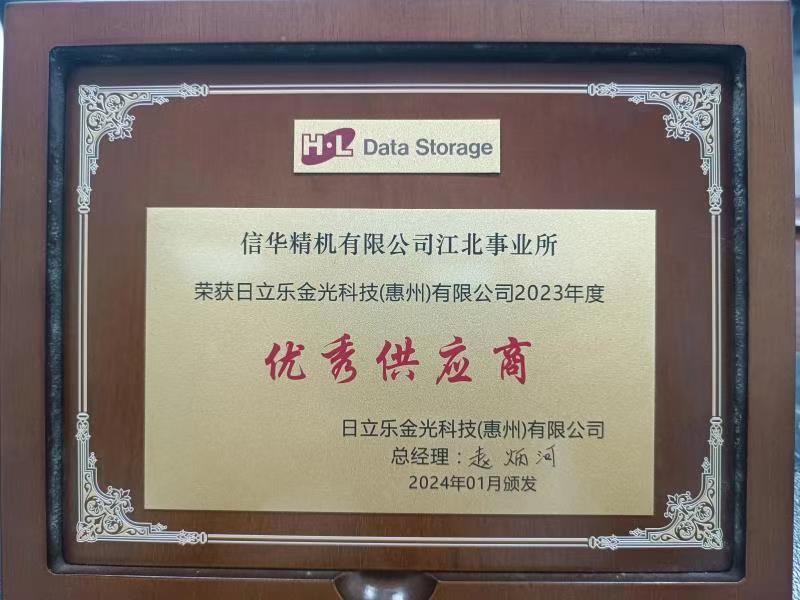 H·L Data Storage
信华精机有限公司江北事业所
荣获日立乐金光科技(惠州)有限公司2023年度
优秀供应商
日立乐金光科技(惠州)有限公司
总经理：炳河
2024年01月颁发